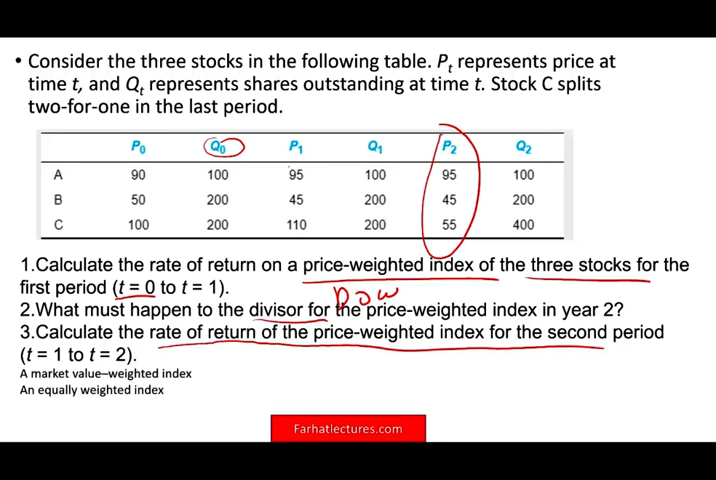 • Consider the three stocks in the following table. Pt represents price at
time t, and Qt represents shares outstanding at time t. Stock C splits
two-for-one in the last period.
P0 Q0 P1 Q1 P2 Q2
A 90 100 95 100 95 100
B 50 200 45 200 45 200
C 100 200 110 200 55 400
1.Calculate the rate of return on a price-weighted index of the three stocks for the
first period (t = 0 to t = 1).
DOW
2.What must happen to the divisor for the price-weighted index in year 2?
3.Calculate the rate of return of the price-weighted index for the second period
(t = 1 to t = 2).
A market value–weighted index
An equally weighted index
Farhatlectures.com